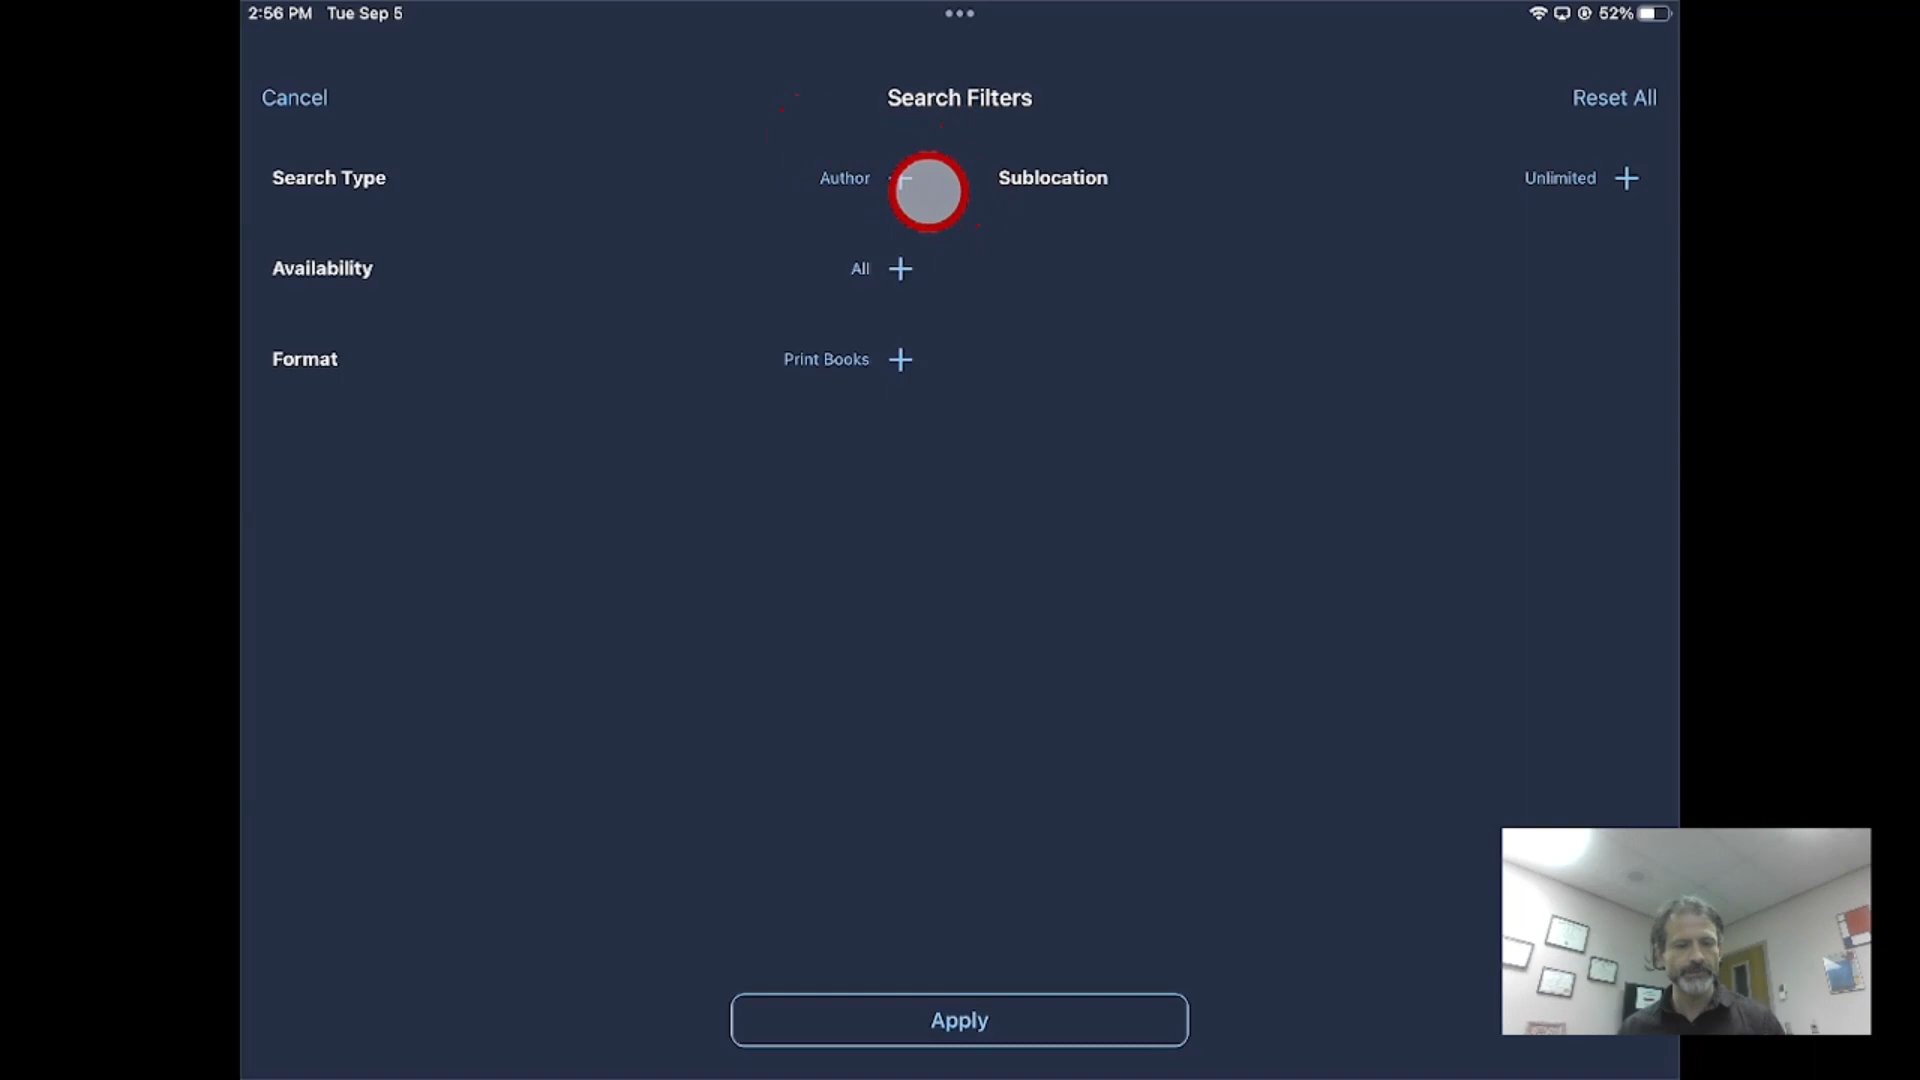 2:56 PM Tue Sep 5
52%
Cancel
Search Filters
Reset All
Search Type
Author
Sublocation
Unlimited
Availability
All
Format
Print Books
Apply